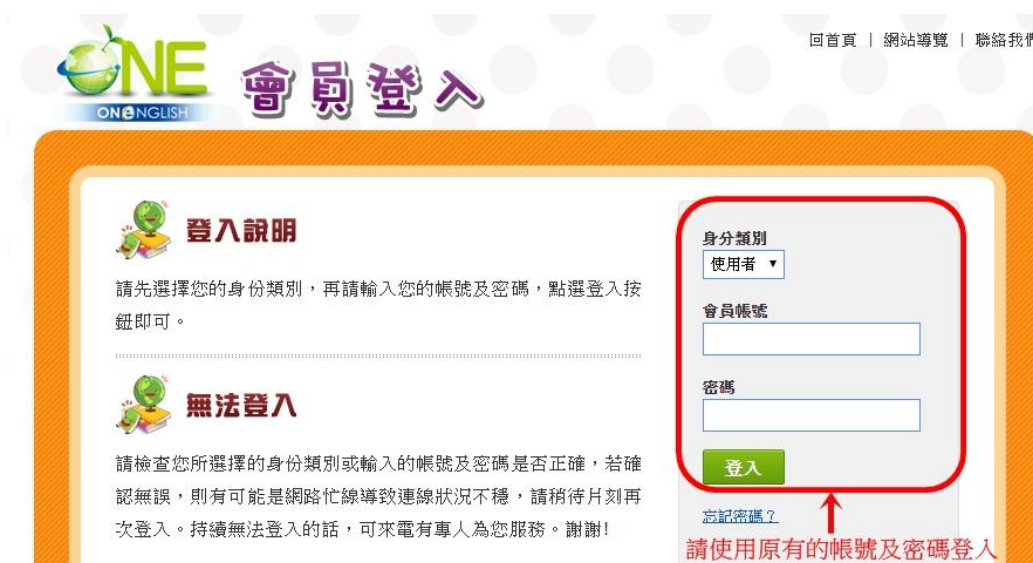 回首頁 | 網站導覽 | 聯絡我們
ONE
ONENGLISH
會員登入
登入說明
請先選擇您的身份類別,再請輸入您的帳號及密碼,點選登入按
鈕即可。
無法登入
請檢查您所選擇的身份類別或輸入的帳號及密碼是否正確,若確
認無誤,則有可能是網路忙線導致連線狀況不穩,請稍待片刻再
次登入。持續無法登入的話,可來電有專人為您服務。謝謝!
身分類別
使用者 ▼
會員帳號
密碼
登入
忘記密碼?
請使用原有的帳號及密碼登入